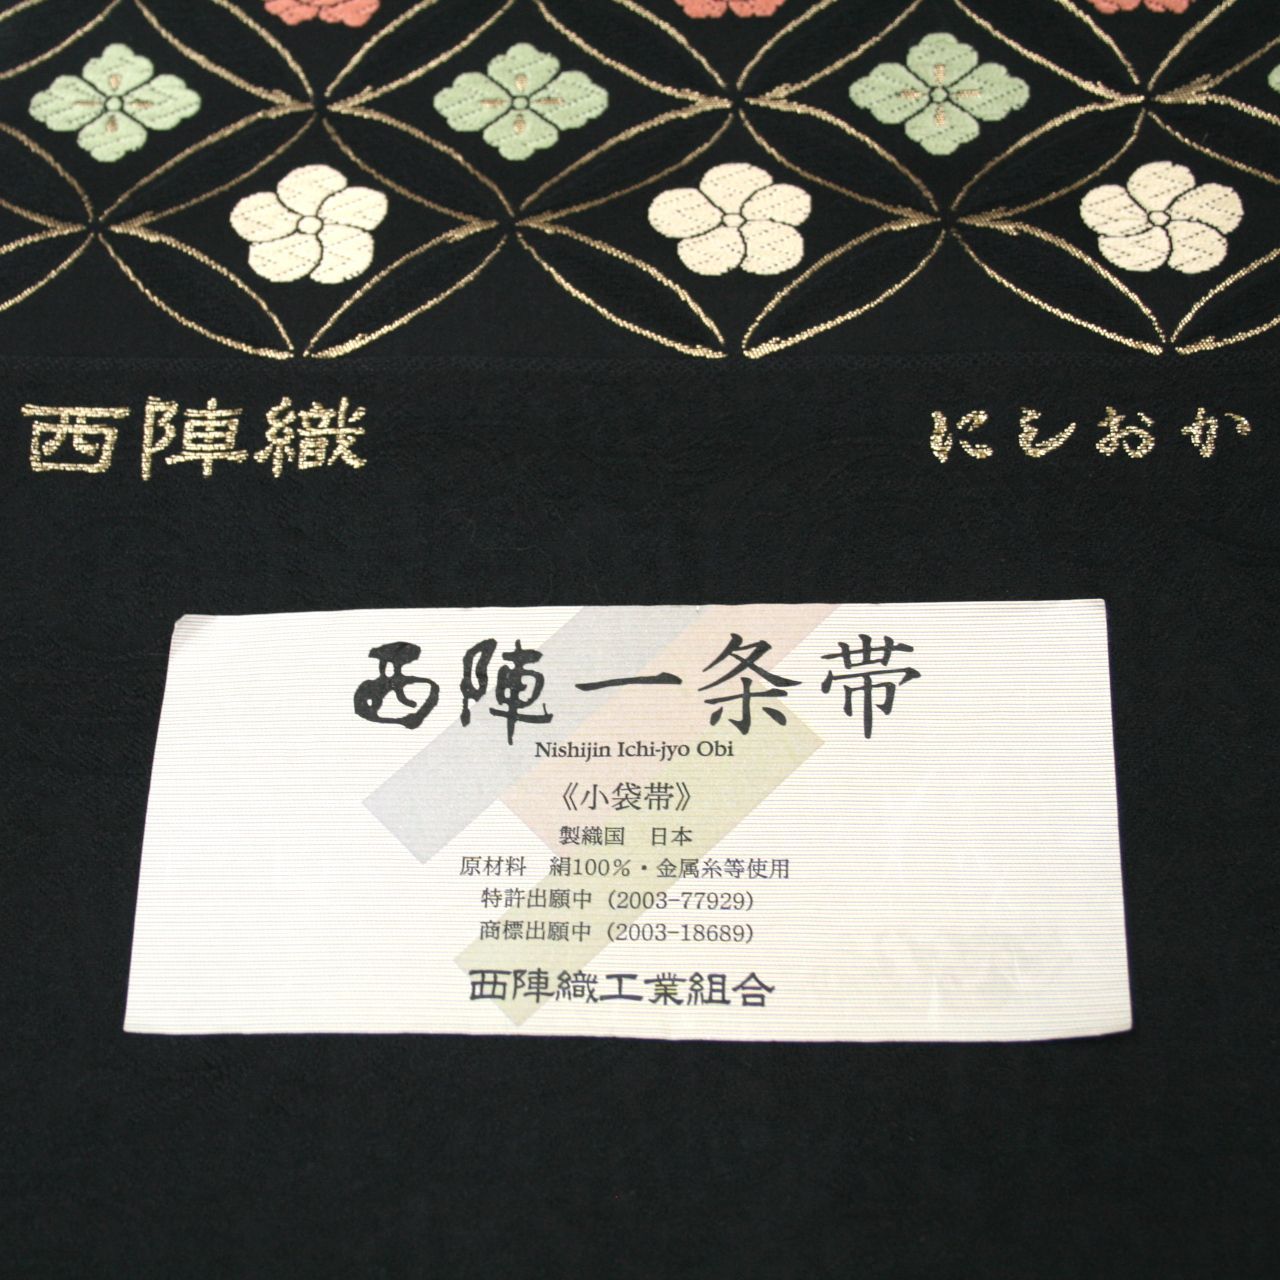 西陣織 にしおか
西陣一条帯
Nishijin Ichi-jyo Obi
《小袋帯》
製織国 日本
原材料 絹100%・金属糸等使用
特許出願中 (2003-77929)
商標出願中 (2003-18689)
西陣織工業組合